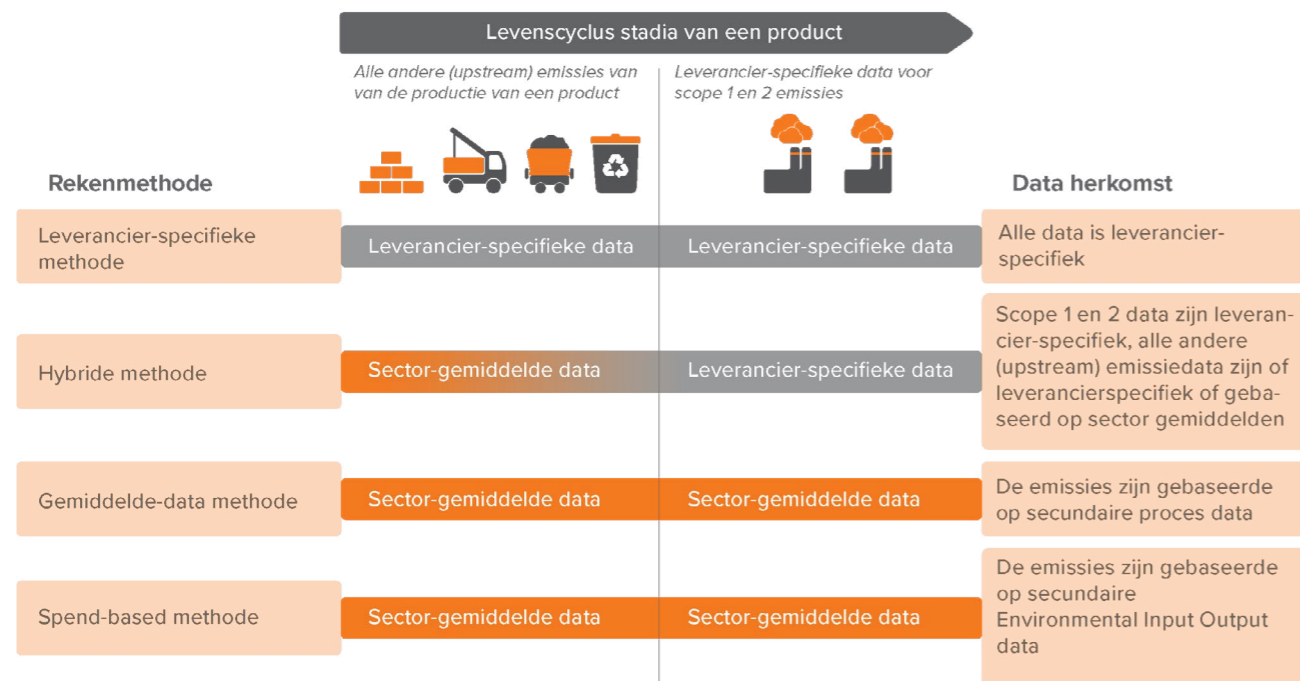 Levenscyclus stadia van een product
Alle andere (upstream) emissies van
van de productie van een product
Leverancier-specifieke data voor
scope 1 en 2 emissies
Rekenmethode
Data herkomst
Leverancier-specifieke
methode
Leverancier-specifieke data
Leverancier-specifieke data
Alle data is leverancier-
specifiek
Hybride methode
Sector-gemiddelde data
Leverancier-specifieke data
Scope 1 en 2 data zijn leveran-
cier-specifiek, alle andere
(upstream) emissiedata zijn of
leverancierspecifiek of geba-
seerd op sector gemiddelden
Gemiddelde-data methode
Sector-gemiddelde data
Sector-gemiddelde data
De emissies zijn gebaseerde
op secundaire proces data
Spend-based methode
Sector-gemiddelde data
Sector-gemiddelde data
De emissies zijn gebaseerde
op secundaire
Environmental Input Output
data